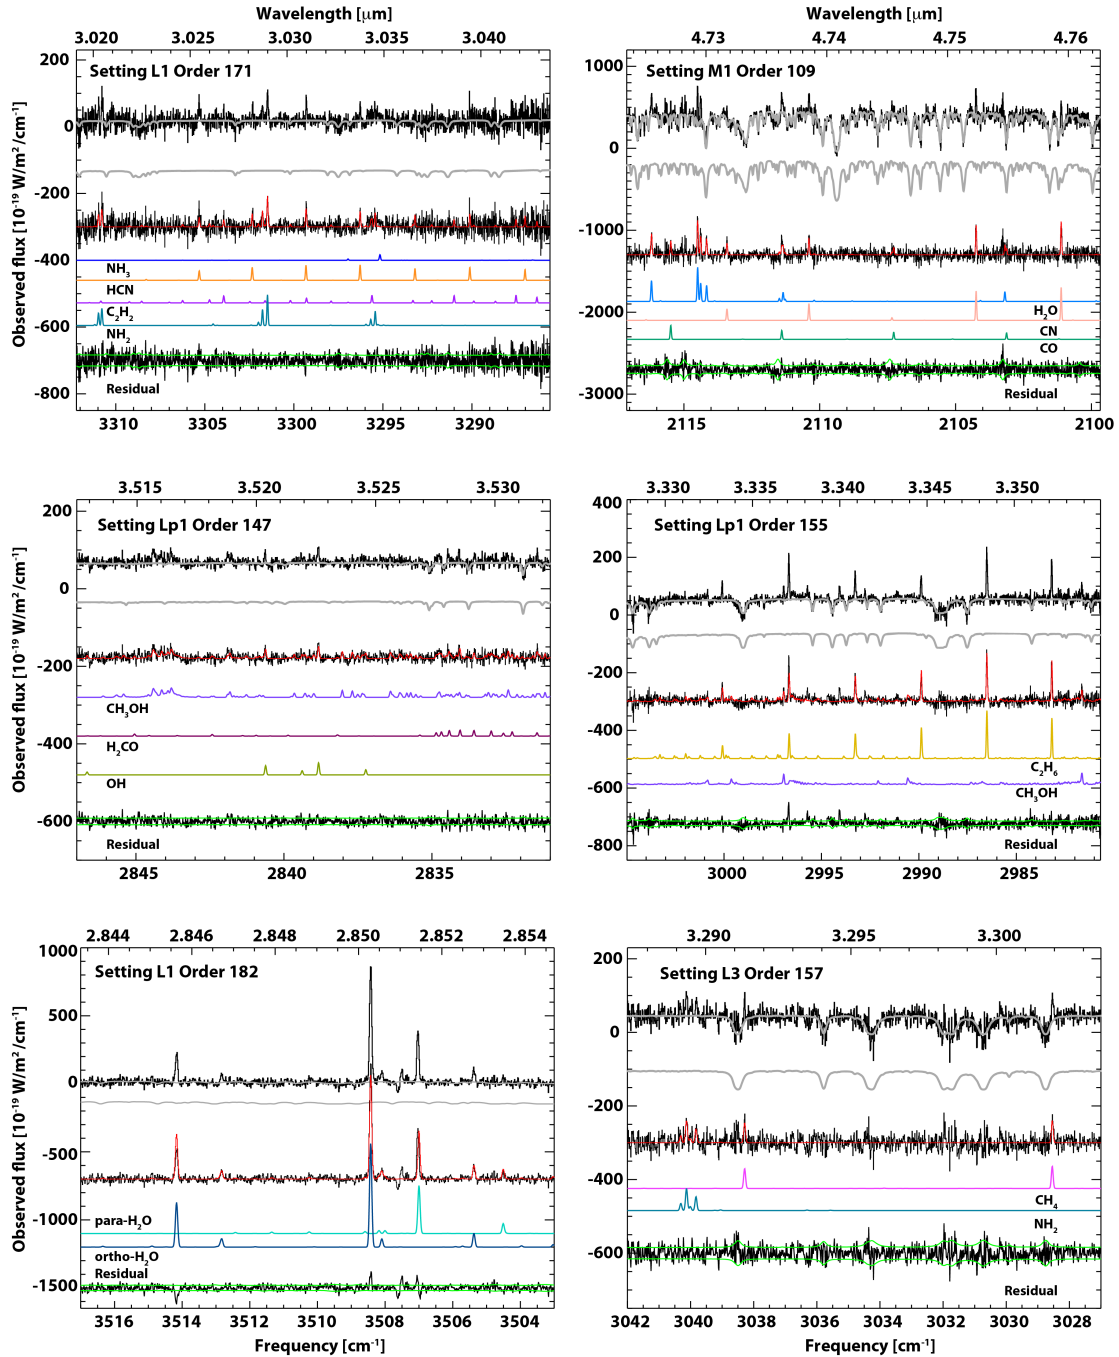 Wavelength [μm]
Wavelength [μm]
3.020 3.025 3.030 3.035 3.040
4.73 4.74 4.75 4.76
Observed flux [10⁻¹⁹ W/m²/cm⁻¹]
200
0
-200
-400
-600
-800
Setting L1 Order 171
NH₃
HCN
C₂H₂
NH₂
Residual
3310 3305 3300 3295 3290
1000
0
-1000
-2000
-3000
Setting M1 Order 109
H₂O
CN
CO
Residual
2115 2110 2105 2100
3.515 3.520 3.525 3.530
3.330 3.335 3.340 3.345 3.350
Observed flux [10⁻¹⁹ W/m²/cm⁻¹]
200
0
-200
-400
-600
Setting Lp1 Order 147
CH₃OH
H₂CO
OH
Residual
2845 2840 2835
400
200
0
-200
-400
-600
-800
Setting Lp1 Order 155
C₂H₆
CH₃OH
Residual
3000 2995 2990 2985
2.844 2.846 2.848 2.850 2.852 2.854
3.290 3.295 3.300
Observed flux [10⁻¹⁹ W/m²/cm⁻¹]
1000
500
0
-500
-1000
-1500
Setting L1 Order 182
para-H₂O
ortho-H₂O
Residual
3516 3514 3512 3510 3508 3506 3504
Frequency [cm⁻¹]
200
0
-200
-400
-600
Setting L3 Order 157
CH₄
NH₂
Residual
3042 3040 3038 3036 3034 3032 3030 3028
Frequency [cm⁻¹]